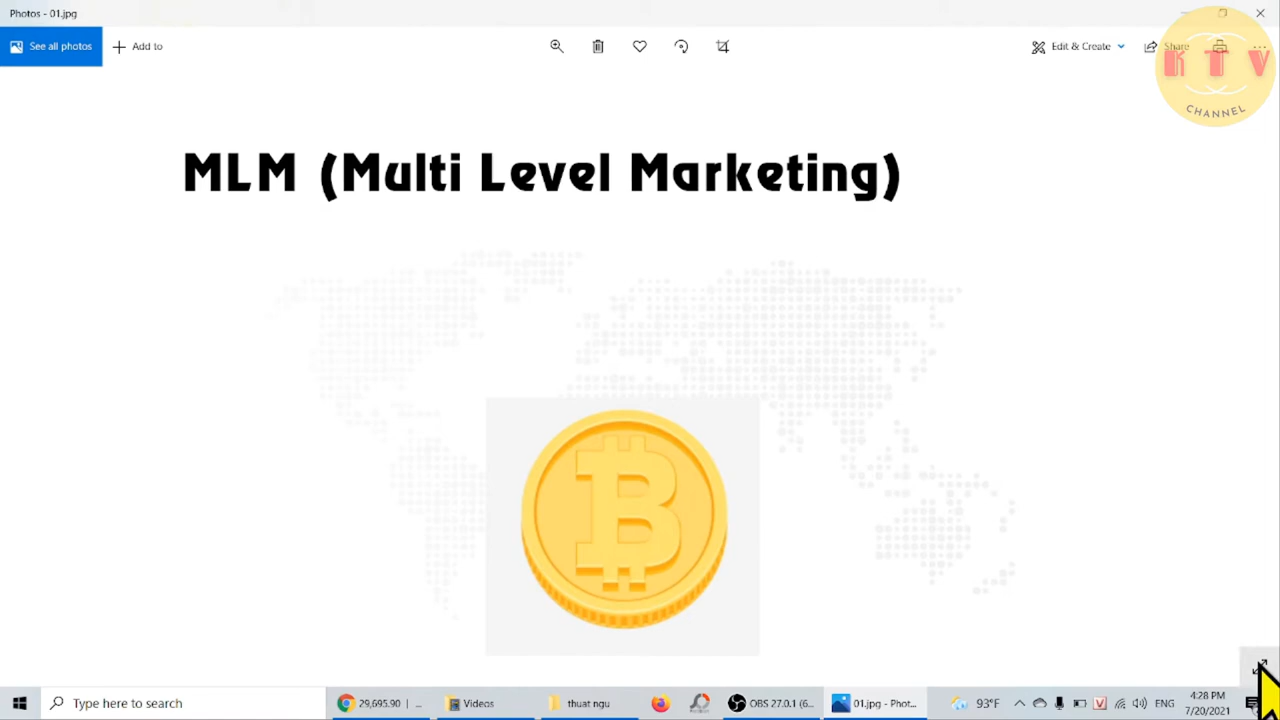 Photos - 01.jpg
See all photos
Add to
Edit & Create
Share
KTV
CHANNEL
MLM (Multi Level Marketing)
B
Type here to search
29,695.90 | ...
Videos
thuat ngu
OBS 27.0.1 (6...
01.jpg - Phot...
93°F
V
ENG
4:28 PM
7/20/2021